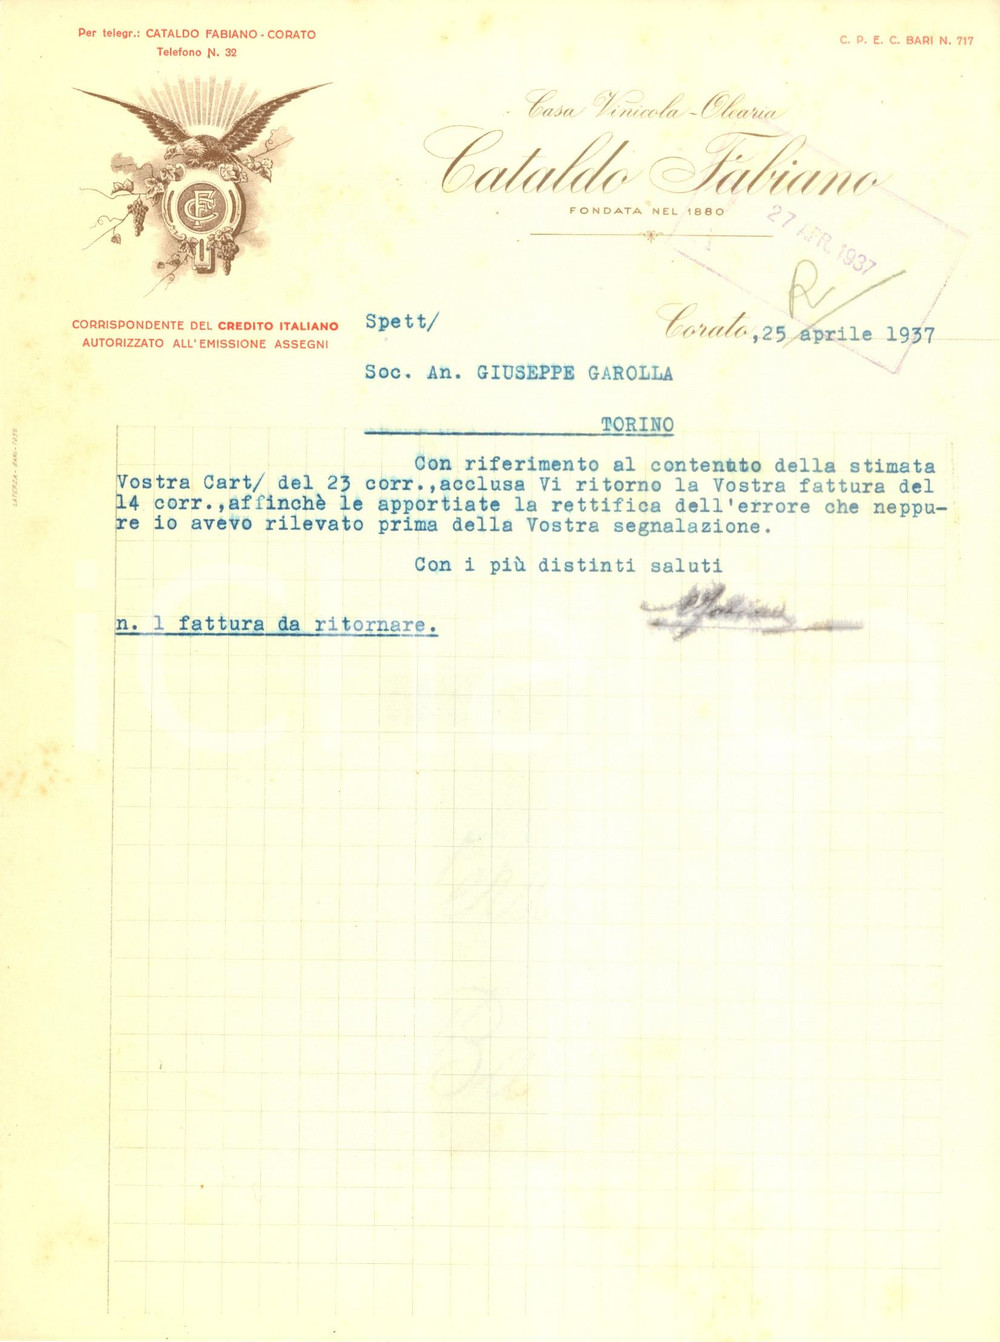 Per telegr.: CATALDO FABIANO - CORATO
Telefono N. 32
C. P. E. C. BARI N. 717
Casa Vinicola - Olearia
Cataldo Fabiano
FONDATA NEL 1880
27 APR. 1937
R
CORRISPONDENTE DEL CREDITO ITALIANO
AUTORIZZATO ALL'EMISSIONE ASSEGNI
Spett/
Corato, 25 aprile 1937
Soc. An. GIUSEPPE GAROLLA
TORINO
Con riferimento al contenuto della stimata
Vostra Cart/ del 23 corr.,acclusa Vi ritorno la Vostra fattura del
14 corr.,affinchè le apportiate la rettifica dell'errore che neppu-
re io avevo rilevato prima della Vostra segnalazione.
Con i più distinti saluti
n. 1 fattura da ritornare.